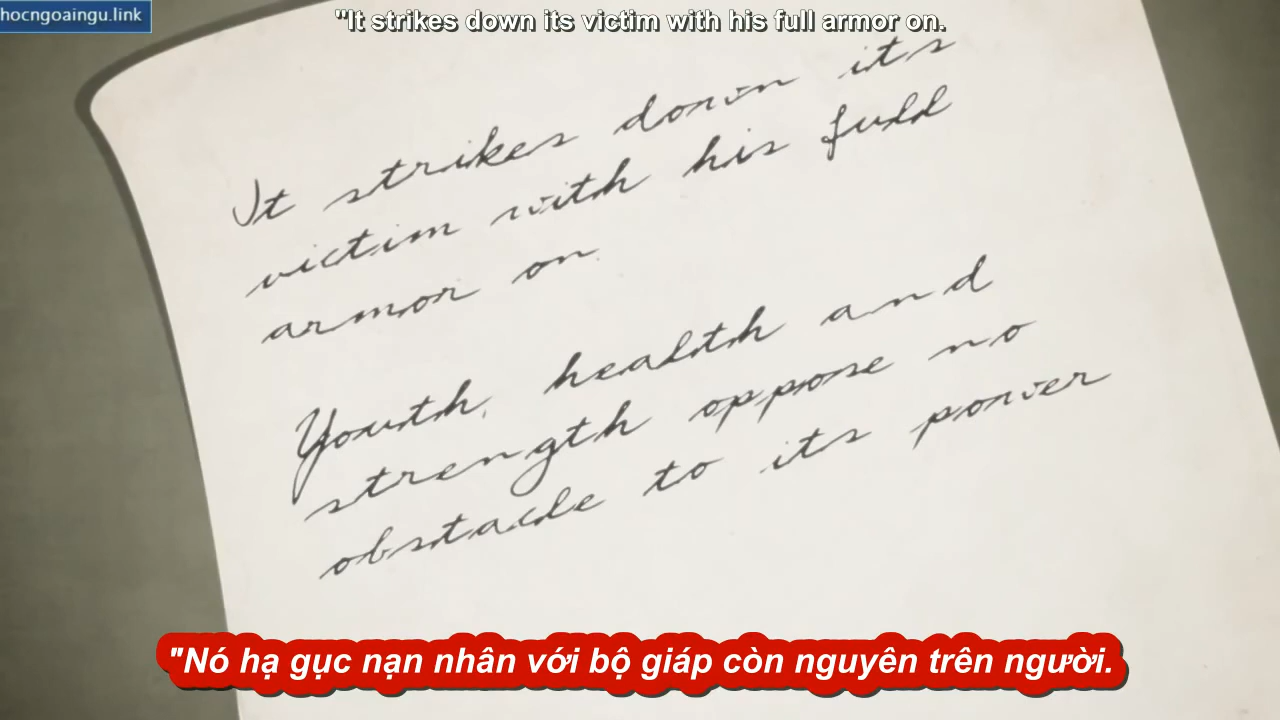 hocngoaingu.link
"It strikes down its victim with his full armor on.
It strikes down its
victim with his full
armor on
Youth, health and
strength oppose no
obstacle to its power
"Nó hạ gục nạn nhân với bộ giáp còn nguyên trên người.